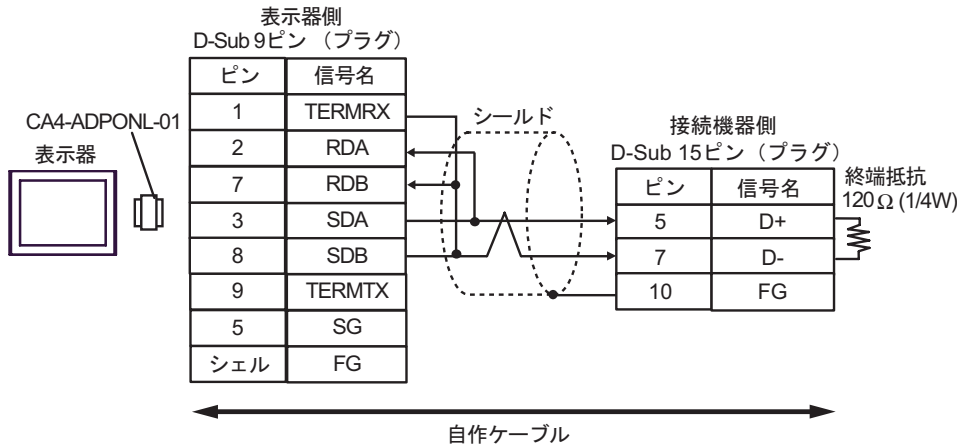 表示器側
D-Sub 9ピン （プラグ）
ピン 信号名
1 TERMRX
2 RDA
7 RDB
3 SDA
8 SDB
9 TERMTX
5 SG
シェル FG
CA4-ADPONL-01
表示器
シールド
接続機器側
D-Sub 15ピン（プラグ）
ピン 信号名
5 D+
7 D-
10 FG
終端抵抗
120Ω (1/4W)
自作ケーブル